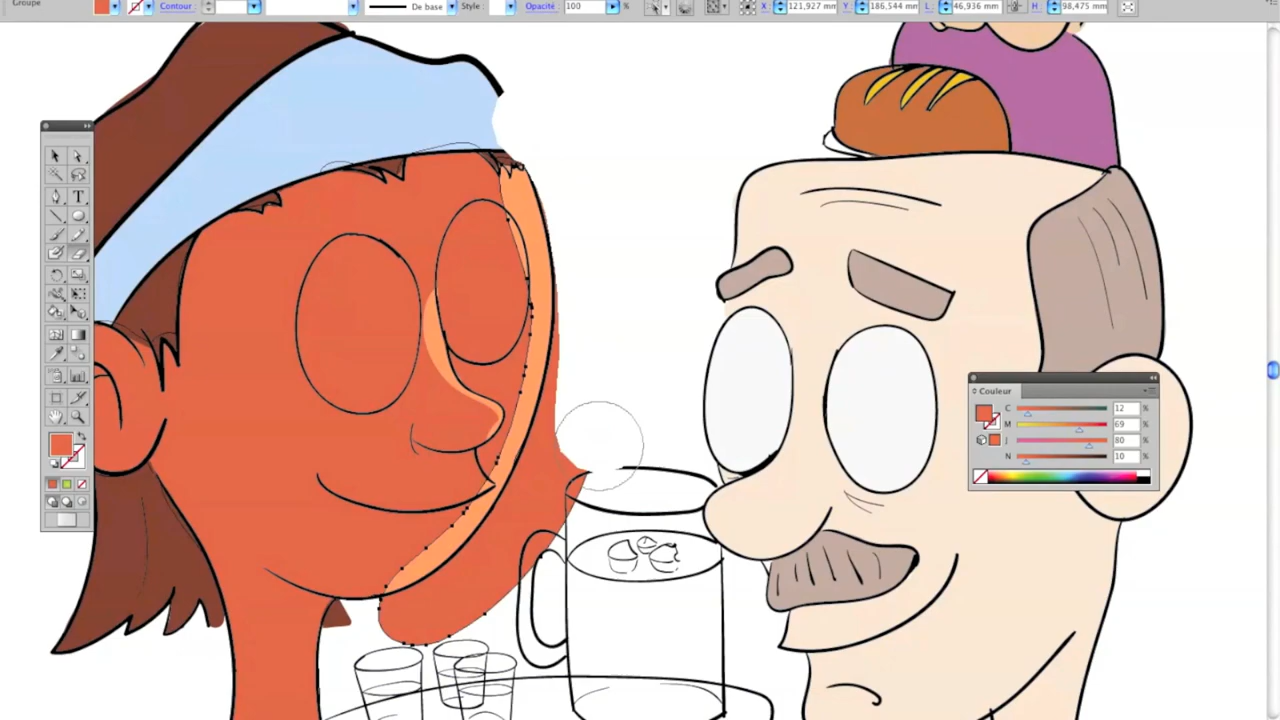 Groupe Contour : De base Style : Opacité : 100 % X : 121,927 mm Y : 186,544 mm L : 46,936 mm H : 98,475 mm
T
Couleur
C 12 %
M 69 %
J 80 %
N 10 %